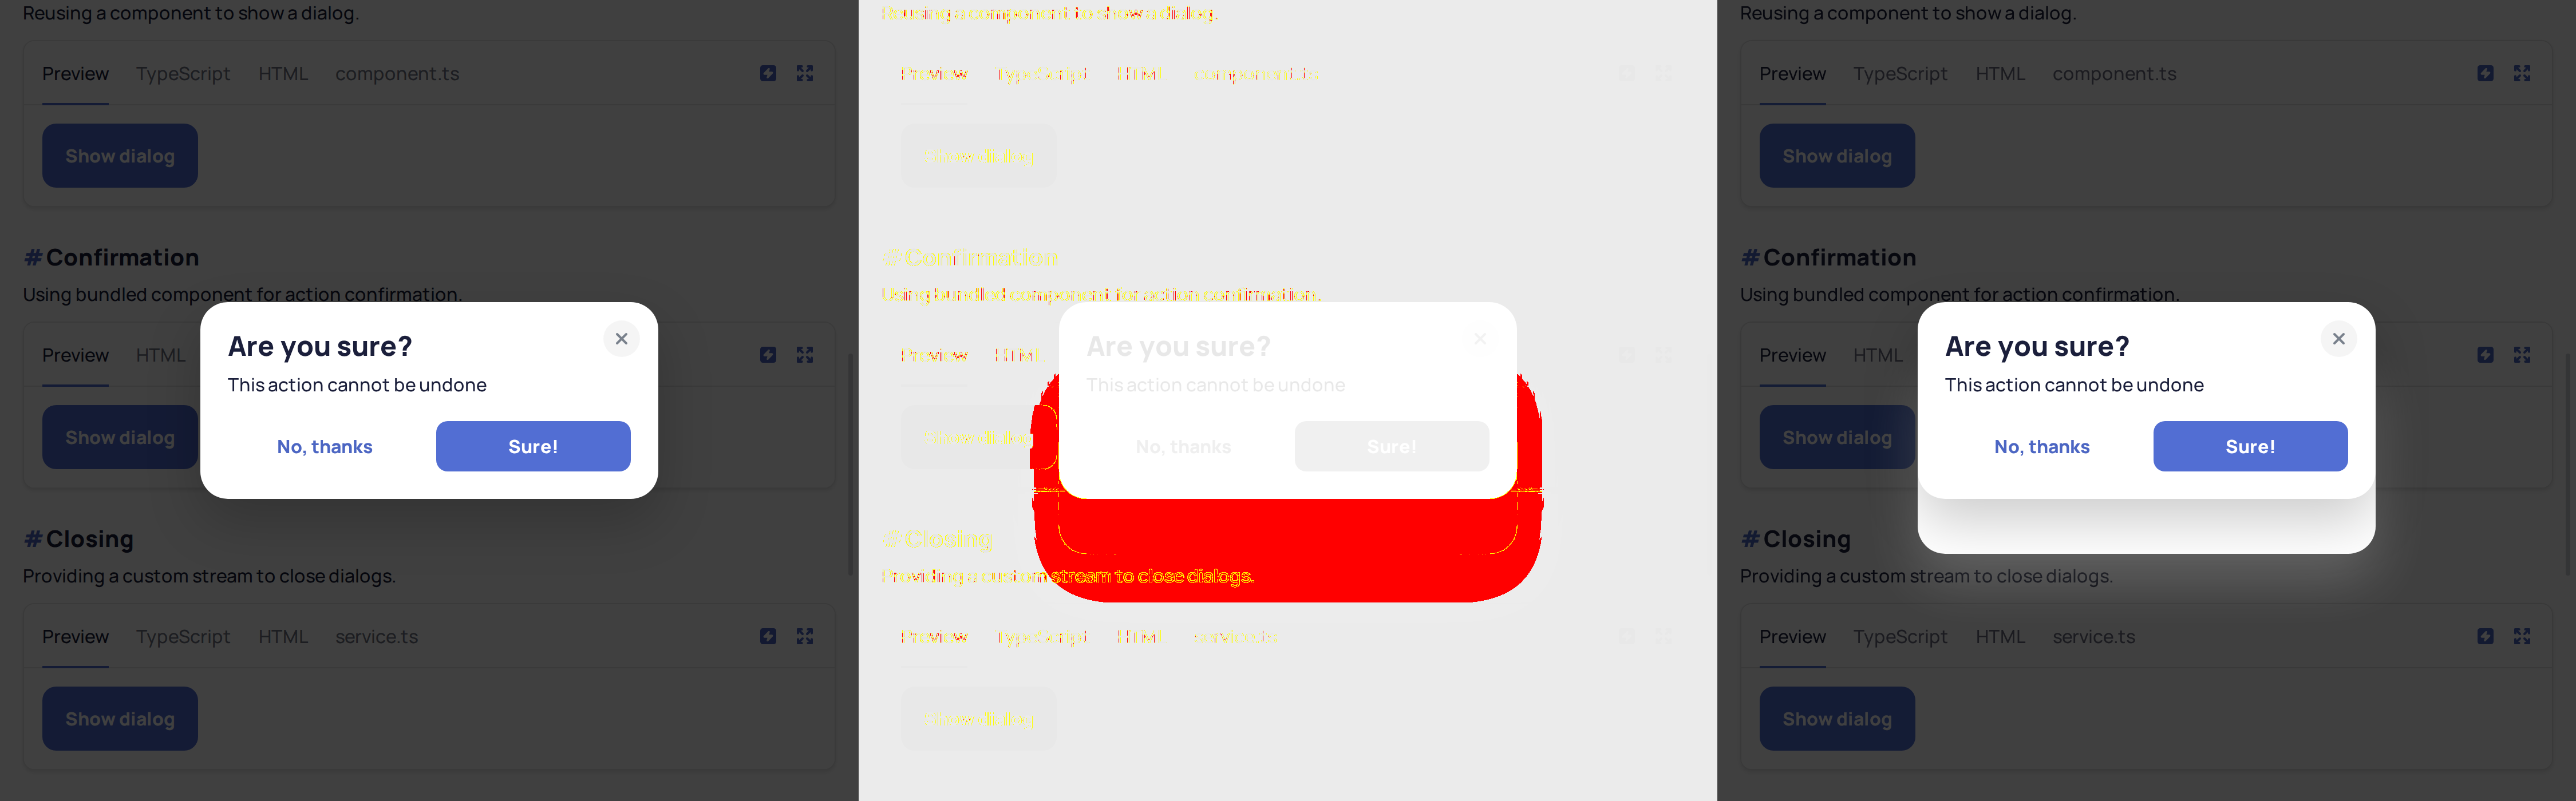 Reusing a component to show a dialog.
Preview TypeScript HTML component.ts
Show dialog
#Confirmation
Using bundled component for action confirmation.
Preview HTML
Show dialog
Are you sure?
This action cannot be undone
No, thanks Sure!
#Closing
Providing a custom stream to close dialogs.
Preview TypeScript HTML service.ts
Show dialog
Reusing a component to show a dialog.
Preview TypeScript HTML component.ts
Show dialog
#Confirmation
Using bundled component for action confirmation.
Preview HTML
Show dialog
Are you sure?
This action cannot be undone
No, thanks Sure!
#Closing
Providing a custom stream to close dialogs.
Preview TypeScript HTML service.ts
Show dialog
Reusing a component to show a dialog.
Preview TypeScript HTML component.ts
Show dialog
#Confirmation
Using bundled component for action confirmation.
Preview HTML
Show dialog
Are you sure?
This action cannot be undone
No, thanks Sure!
#Closing
Providing a custom stream to close dialogs.
Preview TypeScript HTML service.ts
Show dialog